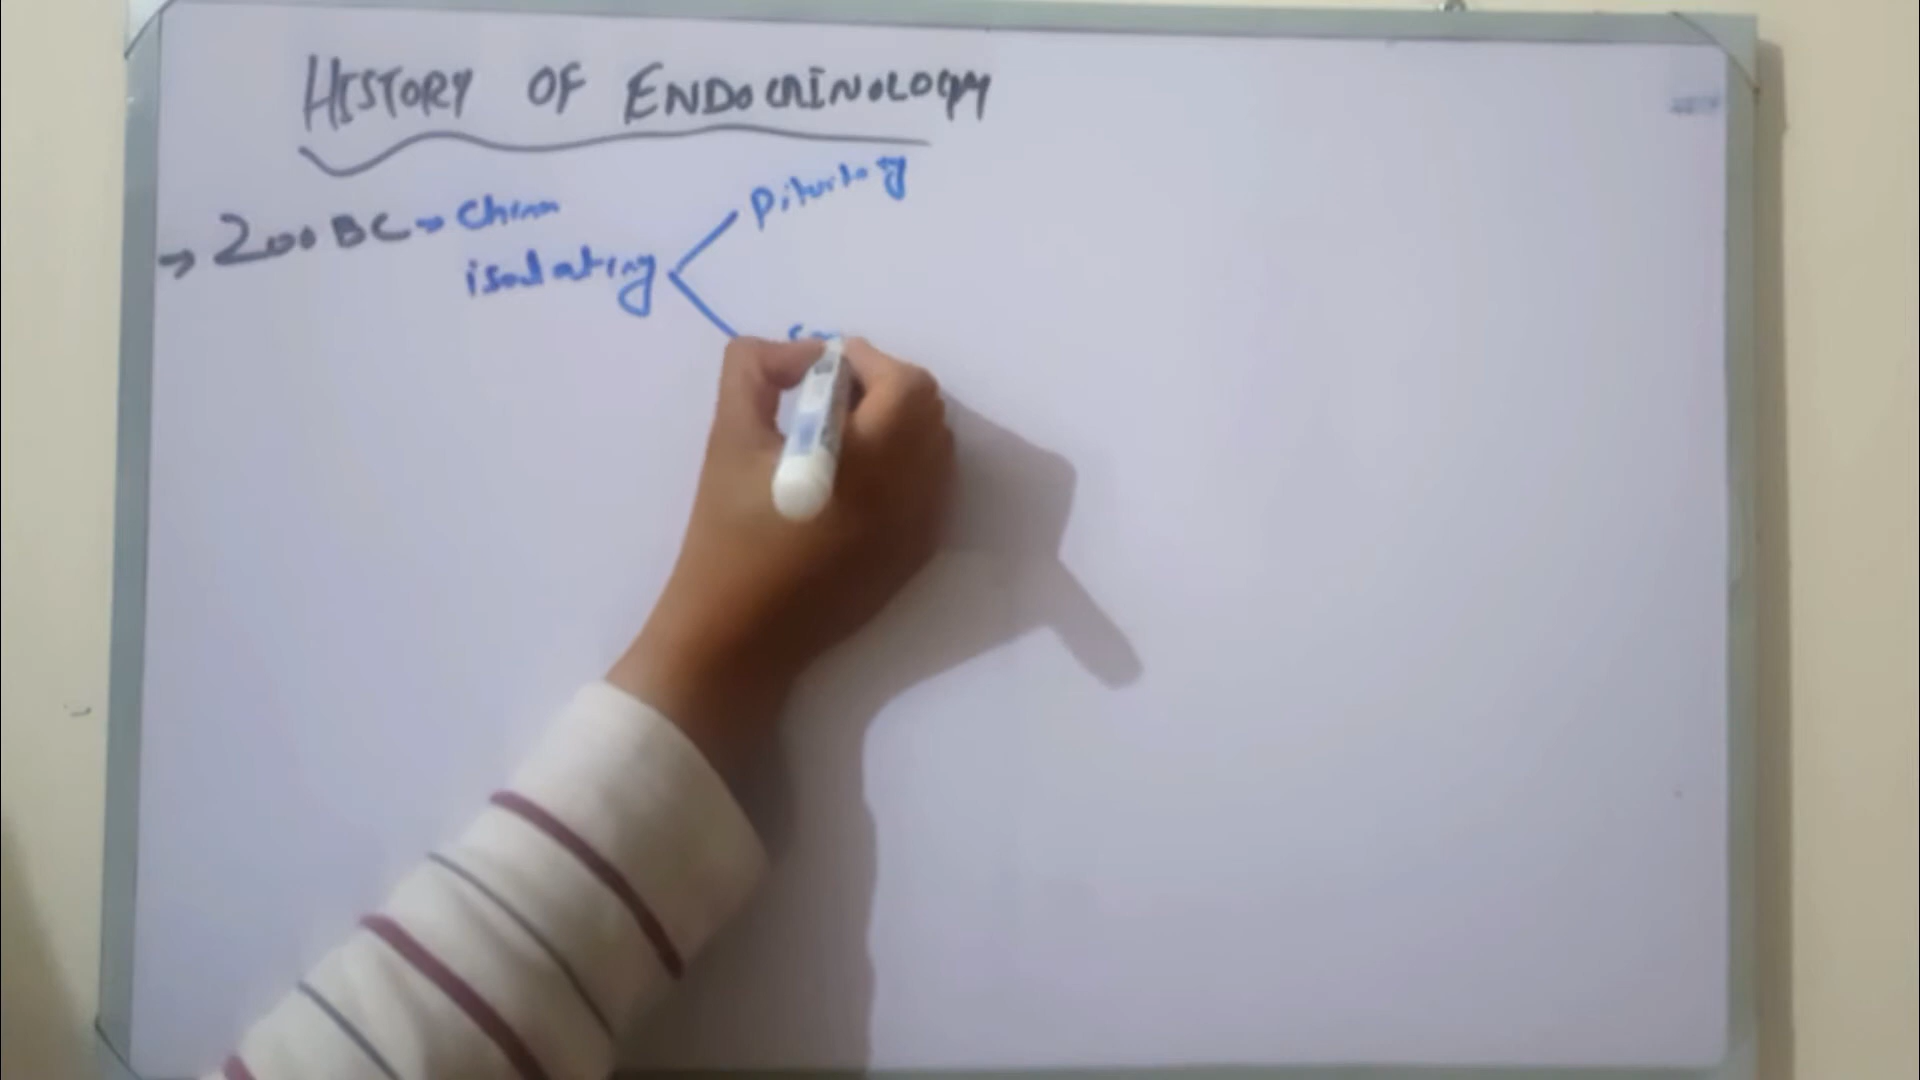 HISTORY OF ENDOCRINOLOGY
→ 200 BC → China
isolating
Pituitary